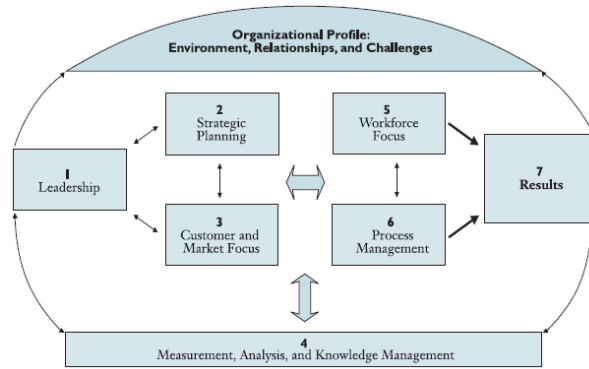 Organizational Profile:
Environment, Relationships, and Challenges
2
Strategic
Planning
5
Workforce
Focus
1
Leadership
7
Results
3
Customer and
Market Focus
6
Process
Management
4
Measurement, Analysis, and Knowledge Management